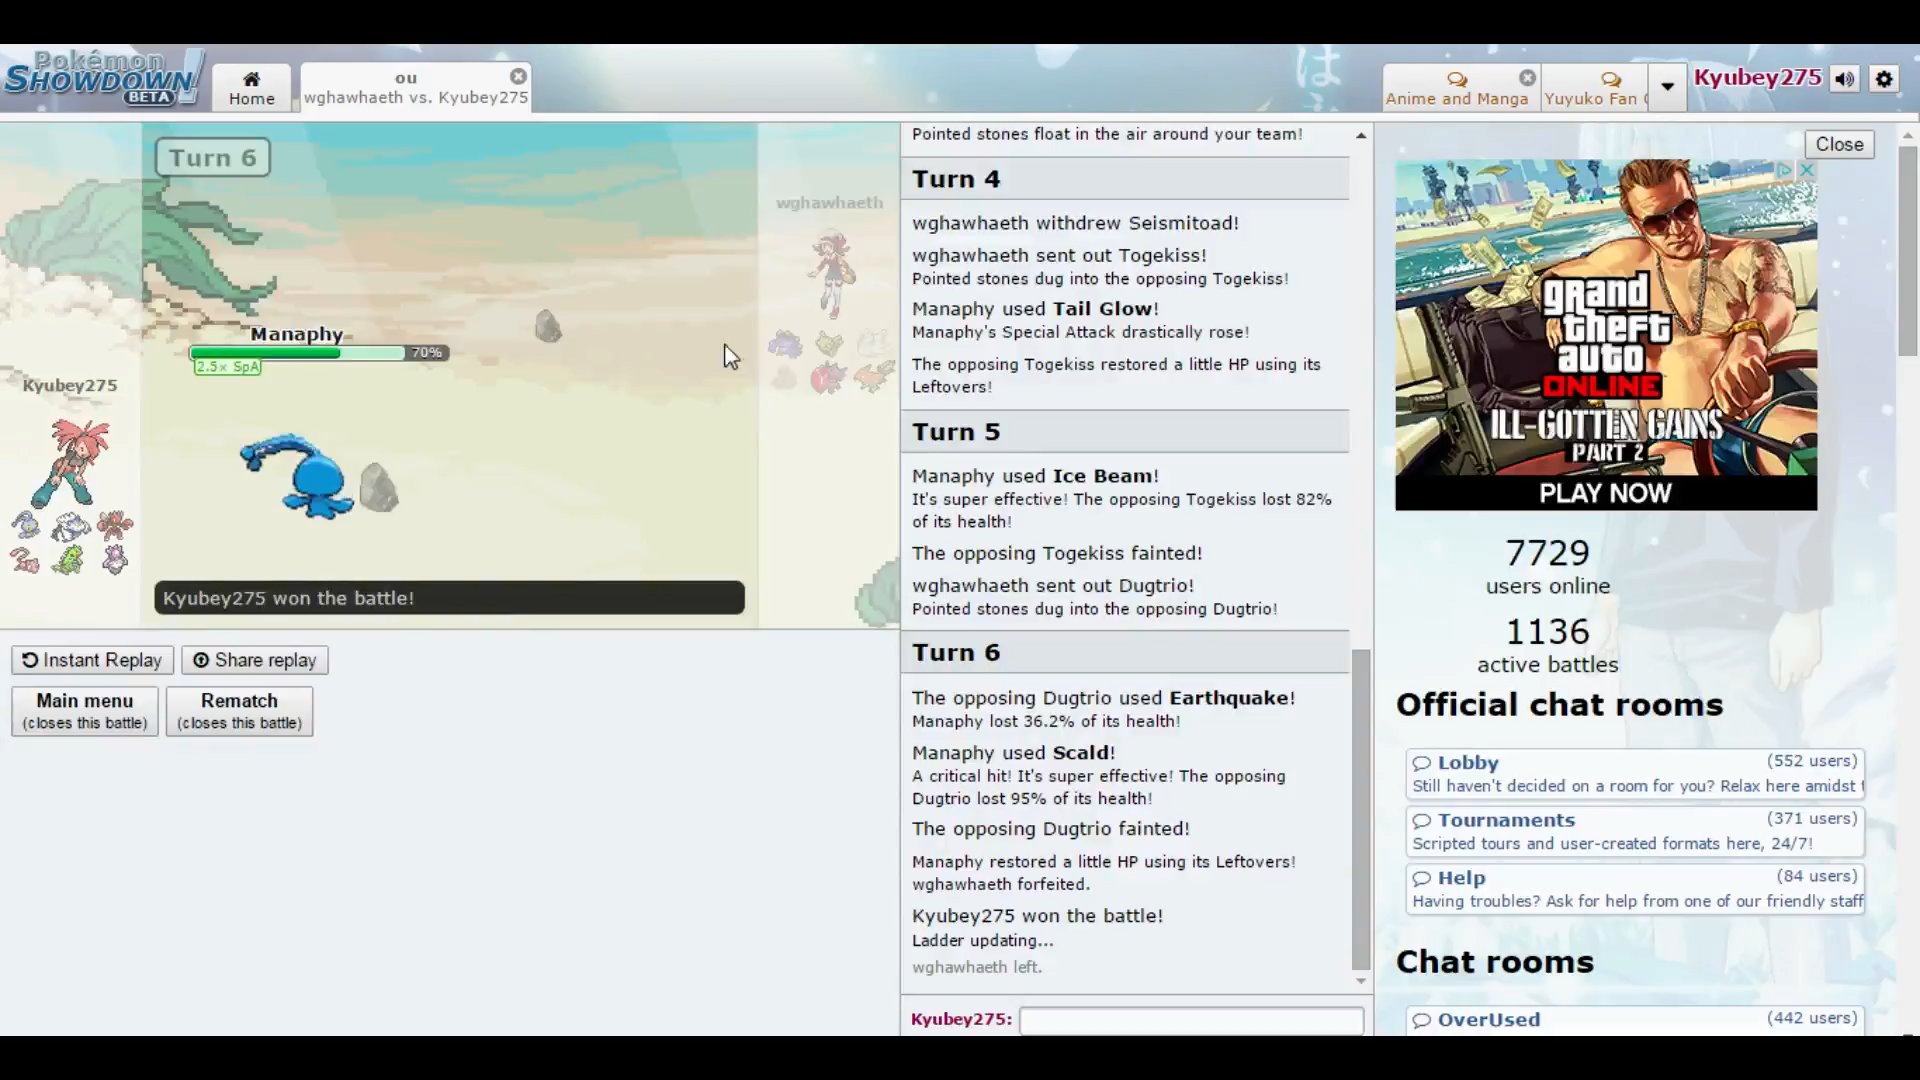 Pokémon
SHOWDOWN!
BETA
Home
ou
wghawhaeth vs. Kyubey275
Anime and Manga
Yuyuko Fan
Kyubey275
Turn 6
wghawhaeth
Manaphy
70%
2.5× SpA
Kyubey275
Kyubey275 won the battle!
Instant Replay
Share replay
Main menu
(closes this battle)
Rematch
(closes this battle)
Pointed stones float in the air around your team!
Turn 4
wghawhaeth withdrew Seismitoad!
wghawhaeth sent out Togekiss!
Pointed stones dug into the opposing Togekiss!
Manaphy used Tail Glow!
Manaphy's Special Attack drastically rose!
The opposing Togekiss restored a little HP using its
Leftovers!
Turn 5
Manaphy used Ice Beam!
It's super effective! The opposing Togekiss lost 82%
of its health!
The opposing Togekiss fainted!
wghawhaeth sent out Dugtrio!
Pointed stones dug into the opposing Dugtrio!
Turn 6
The opposing Dugtrio used Earthquake!
Manaphy lost 36.2% of its health!
Manaphy used Scald!
A critical hit! It's super effective! The opposing
Dugtrio lost 95% of its health!
The opposing Dugtrio fainted!
Manaphy restored a little HP using its Leftovers!
wghawhaeth forfeited.
Kyubey275 won the battle!
Ladder updating...
wghawhaeth left.
Kyubey275:
Close
grand
theft
auto
ONLINE
ILL-GOTTEN GAINS
PART 2
PLAY NOW
7729
users online
1136
active battles
Official chat rooms
Lobby (552 users)
Still haven't decided on a room for you? Relax here amidst
Tournaments (371 users)
Scripted tours and user-created formats here, 24/7!
Help (84 users)
Having troubles? Ask for help from one of our friendly staff
Chat rooms
OverUsed (442 users)